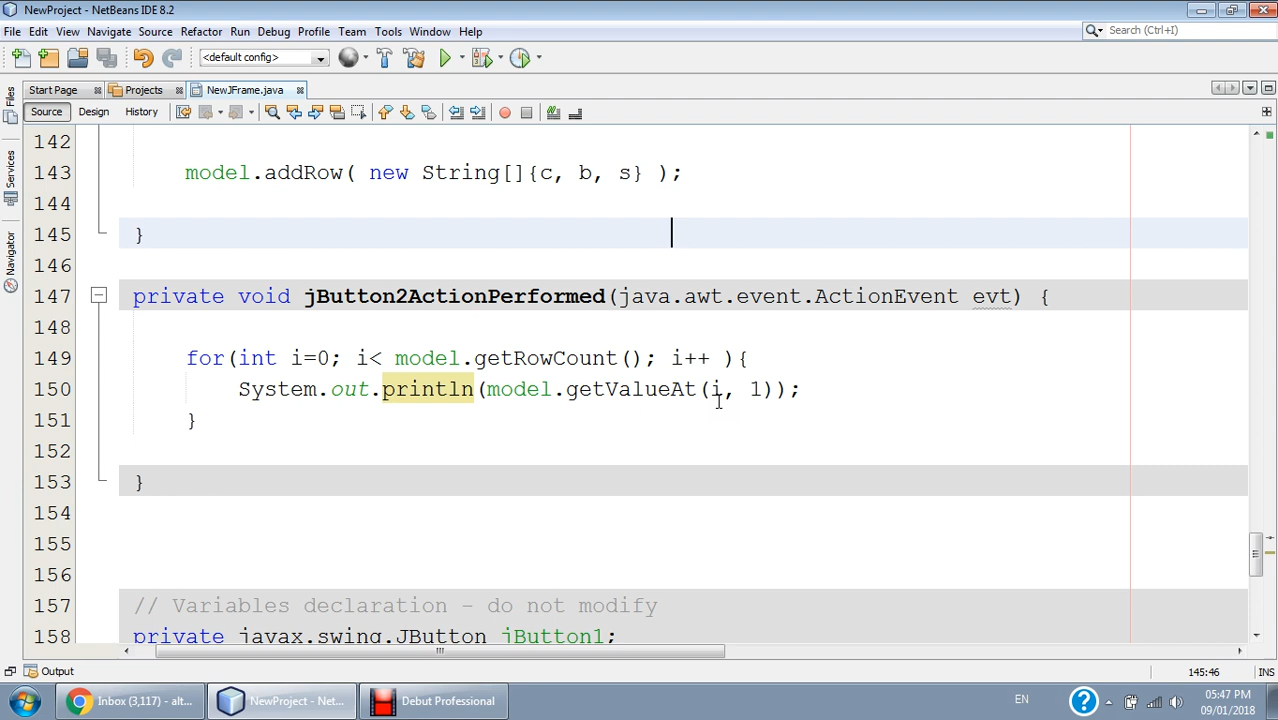 NewProject - NetBeans IDE 8.2
File Edit View Navigate Source Refactor Run Debug Profile Team Tools Window Help
Search (Ctrl+I)
<default config>
Start Page Projects NewJFrame.java
Source Design History
Files
Services
Navigator
142
143 model.addRow( new String[]{c, b, s} );
144
145 }
146
147 private void jButton2ActionPerformed(java.awt.event.ActionEvent evt) {
148
149 for(int i=0; i< model.getRowCount(); i++ ){
150 System.out.println(model.getValueAt(i, 1));
151 }
152
153 }
154
155
156
157 // Variables declaration - do not modify
158 private javax.swing.JButton jButton1;
Output
145:46 INS
Inbox (3,117) - alt... NewProject - Net... Debut Professional
EN
05:47 PM
09/01/2018